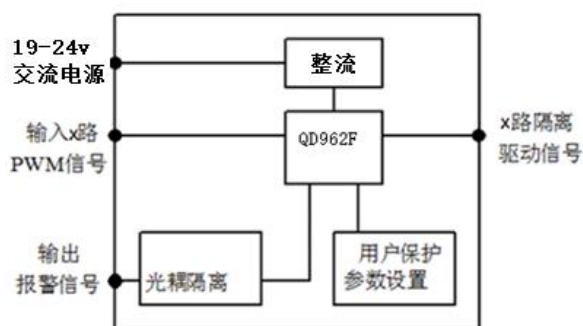 19-24v
交流电源
整流
输入x路
PWM信号
QD962F
x路隔离
驱动信号
输出
报警信号
光耦隔离
用户保护
参数设置